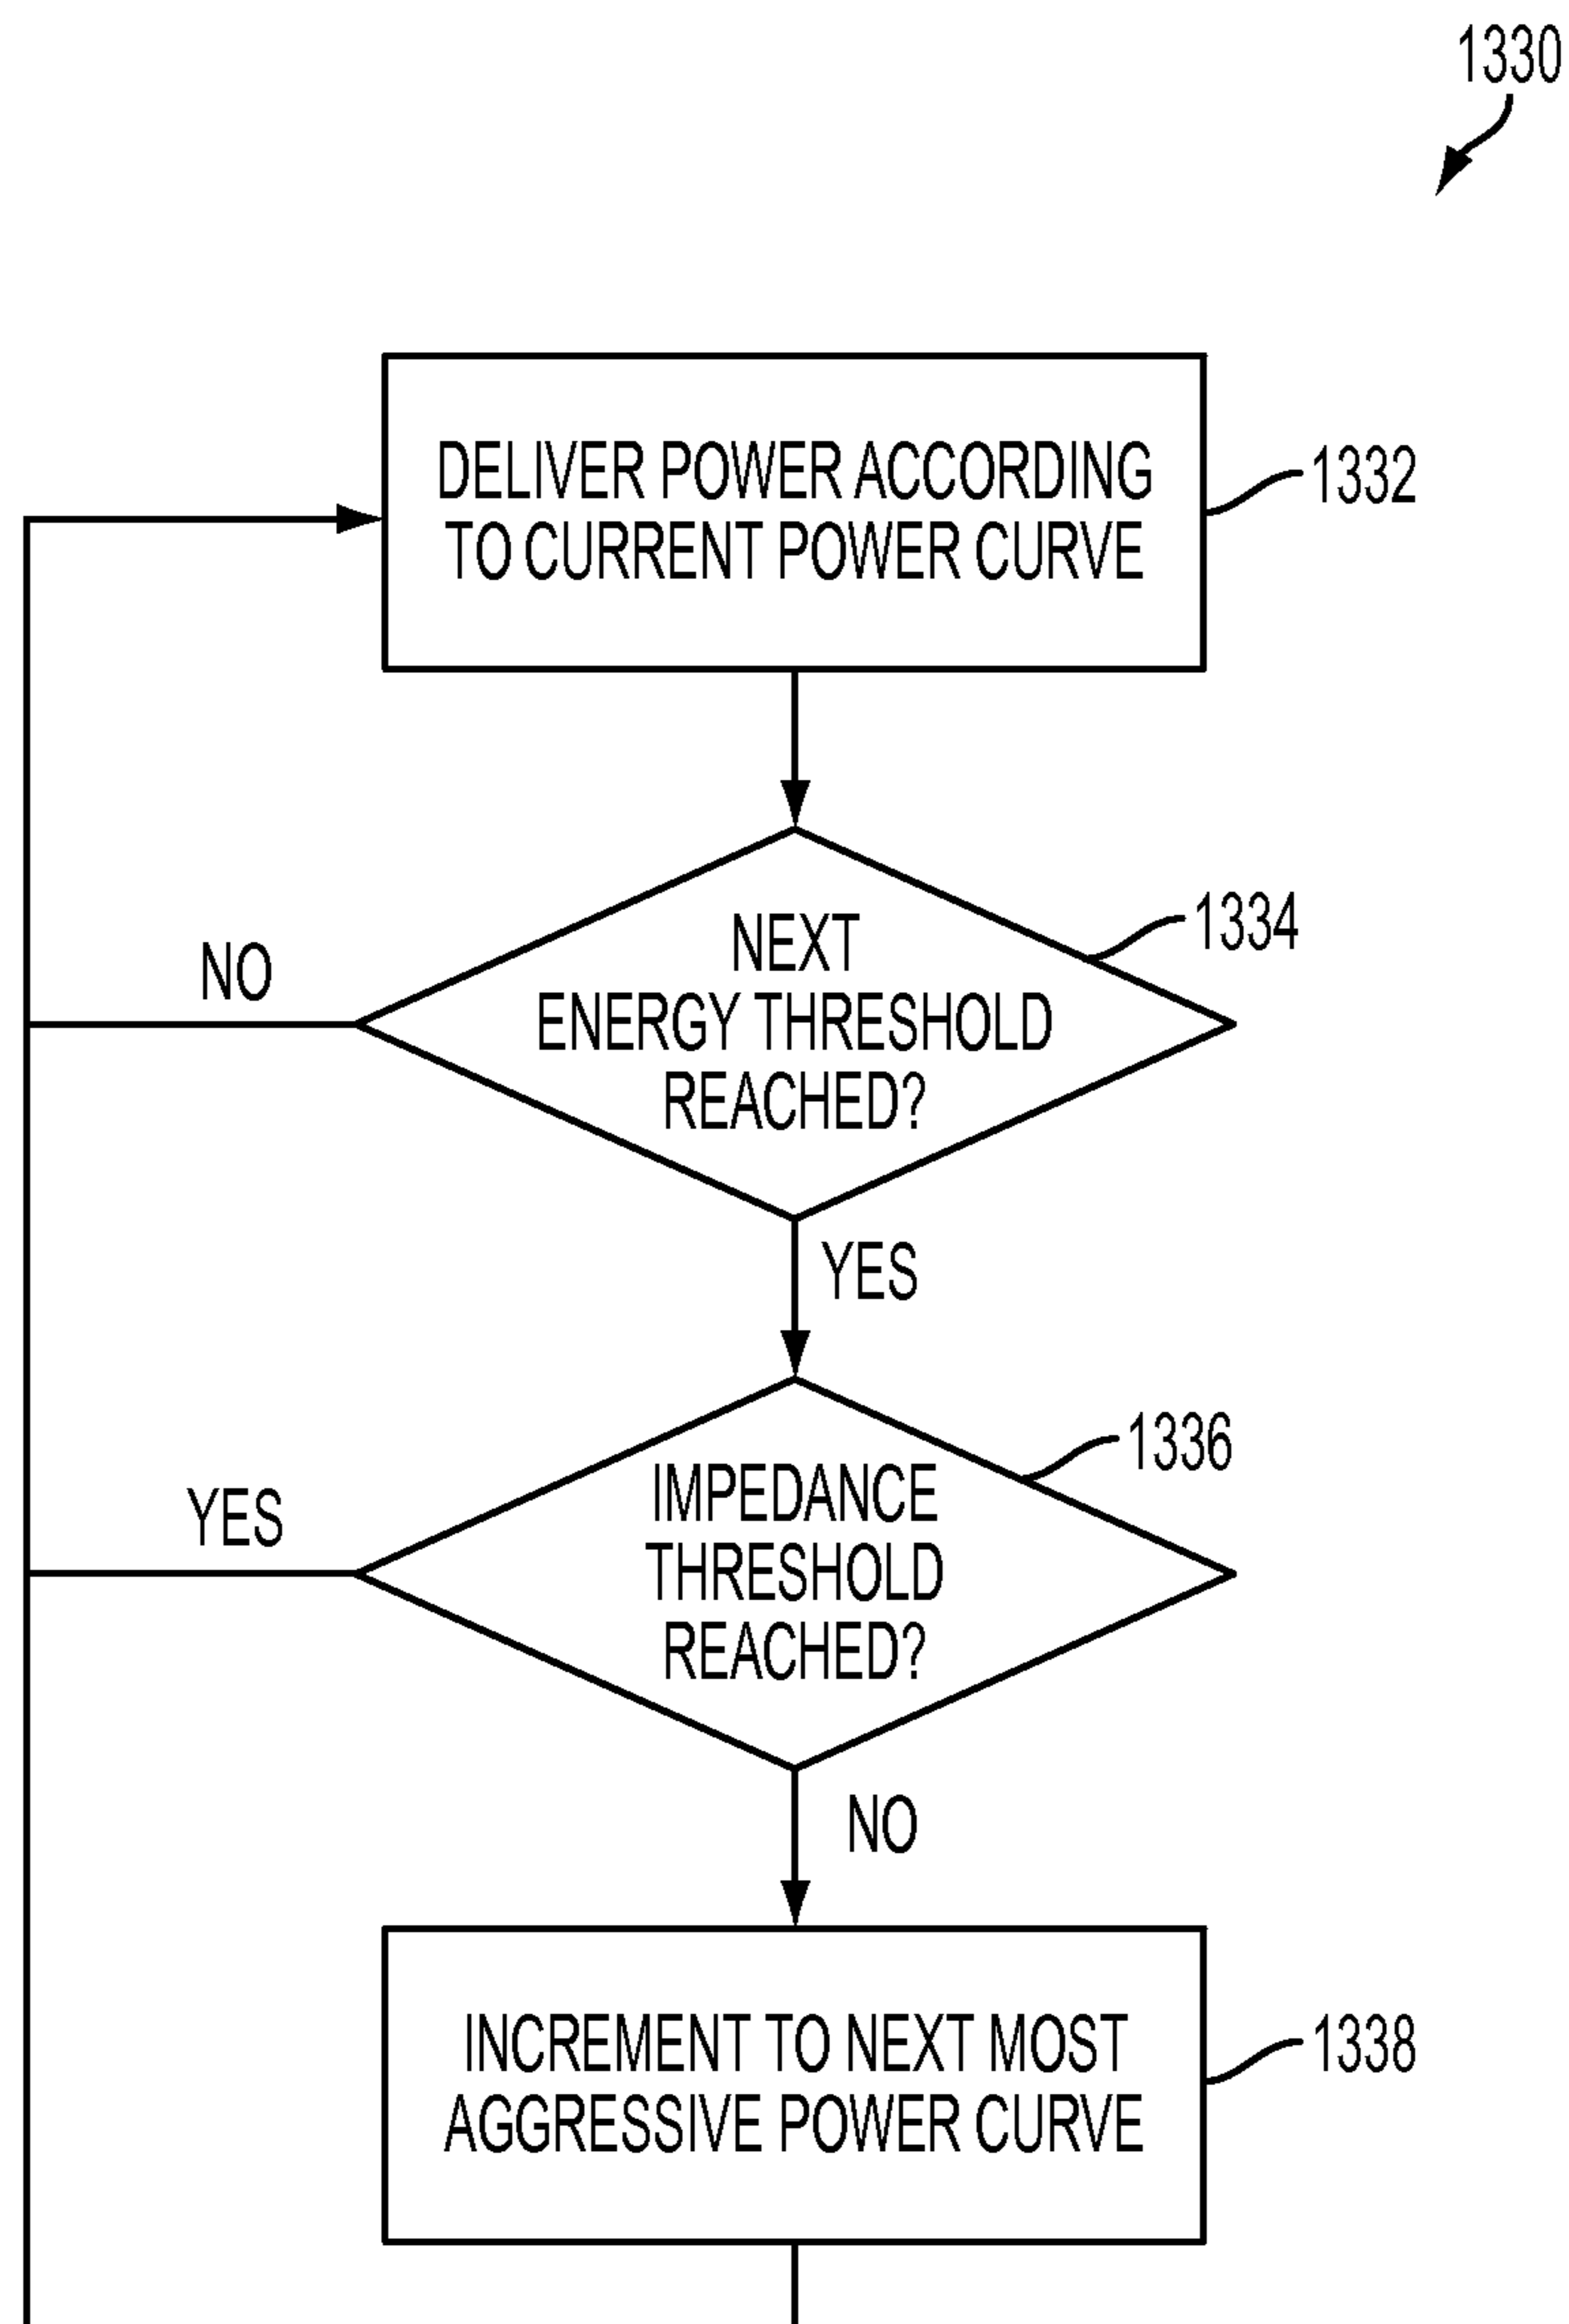 1330
DELIVER POWER ACCORDING
TO CURRENT POWER CURVE
1332
NEXT
ENERGY THRESHOLD
REACHED?
1334
NO
YES
IMPEDANCE
THRESHOLD
REACHED?
1336
YES
NO
INCREMENT TO NEXT MOST
AGGRESSIVE POWER CURVE
1338